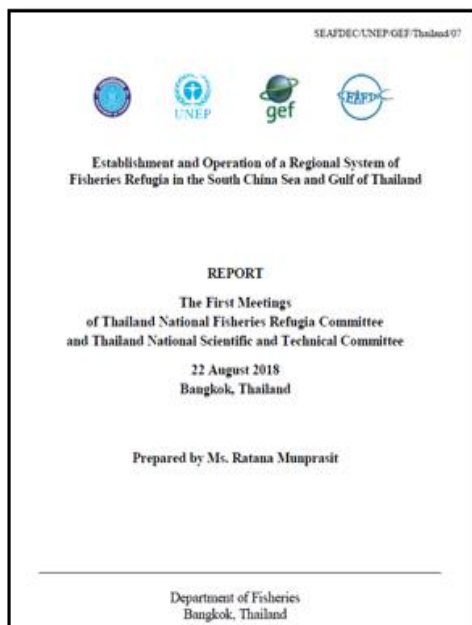 SEAFDEC/UNEP/GEF/Thailand/07
UNEP
gef
SEAFDEC
Establishment and Operation of a Regional System of
Fisheries Refugia in the South China Sea and Gulf of Thailand
REPORT
The First Meetings
of Thailand National Fisheries Refugia Committee
and Thailand National Scientific and Technical Committee
22 August 2018
Bangkok, Thailand
Prepared by Ms. Ratana Munprasit
Department of Fisheries
Bangkok, Thailand